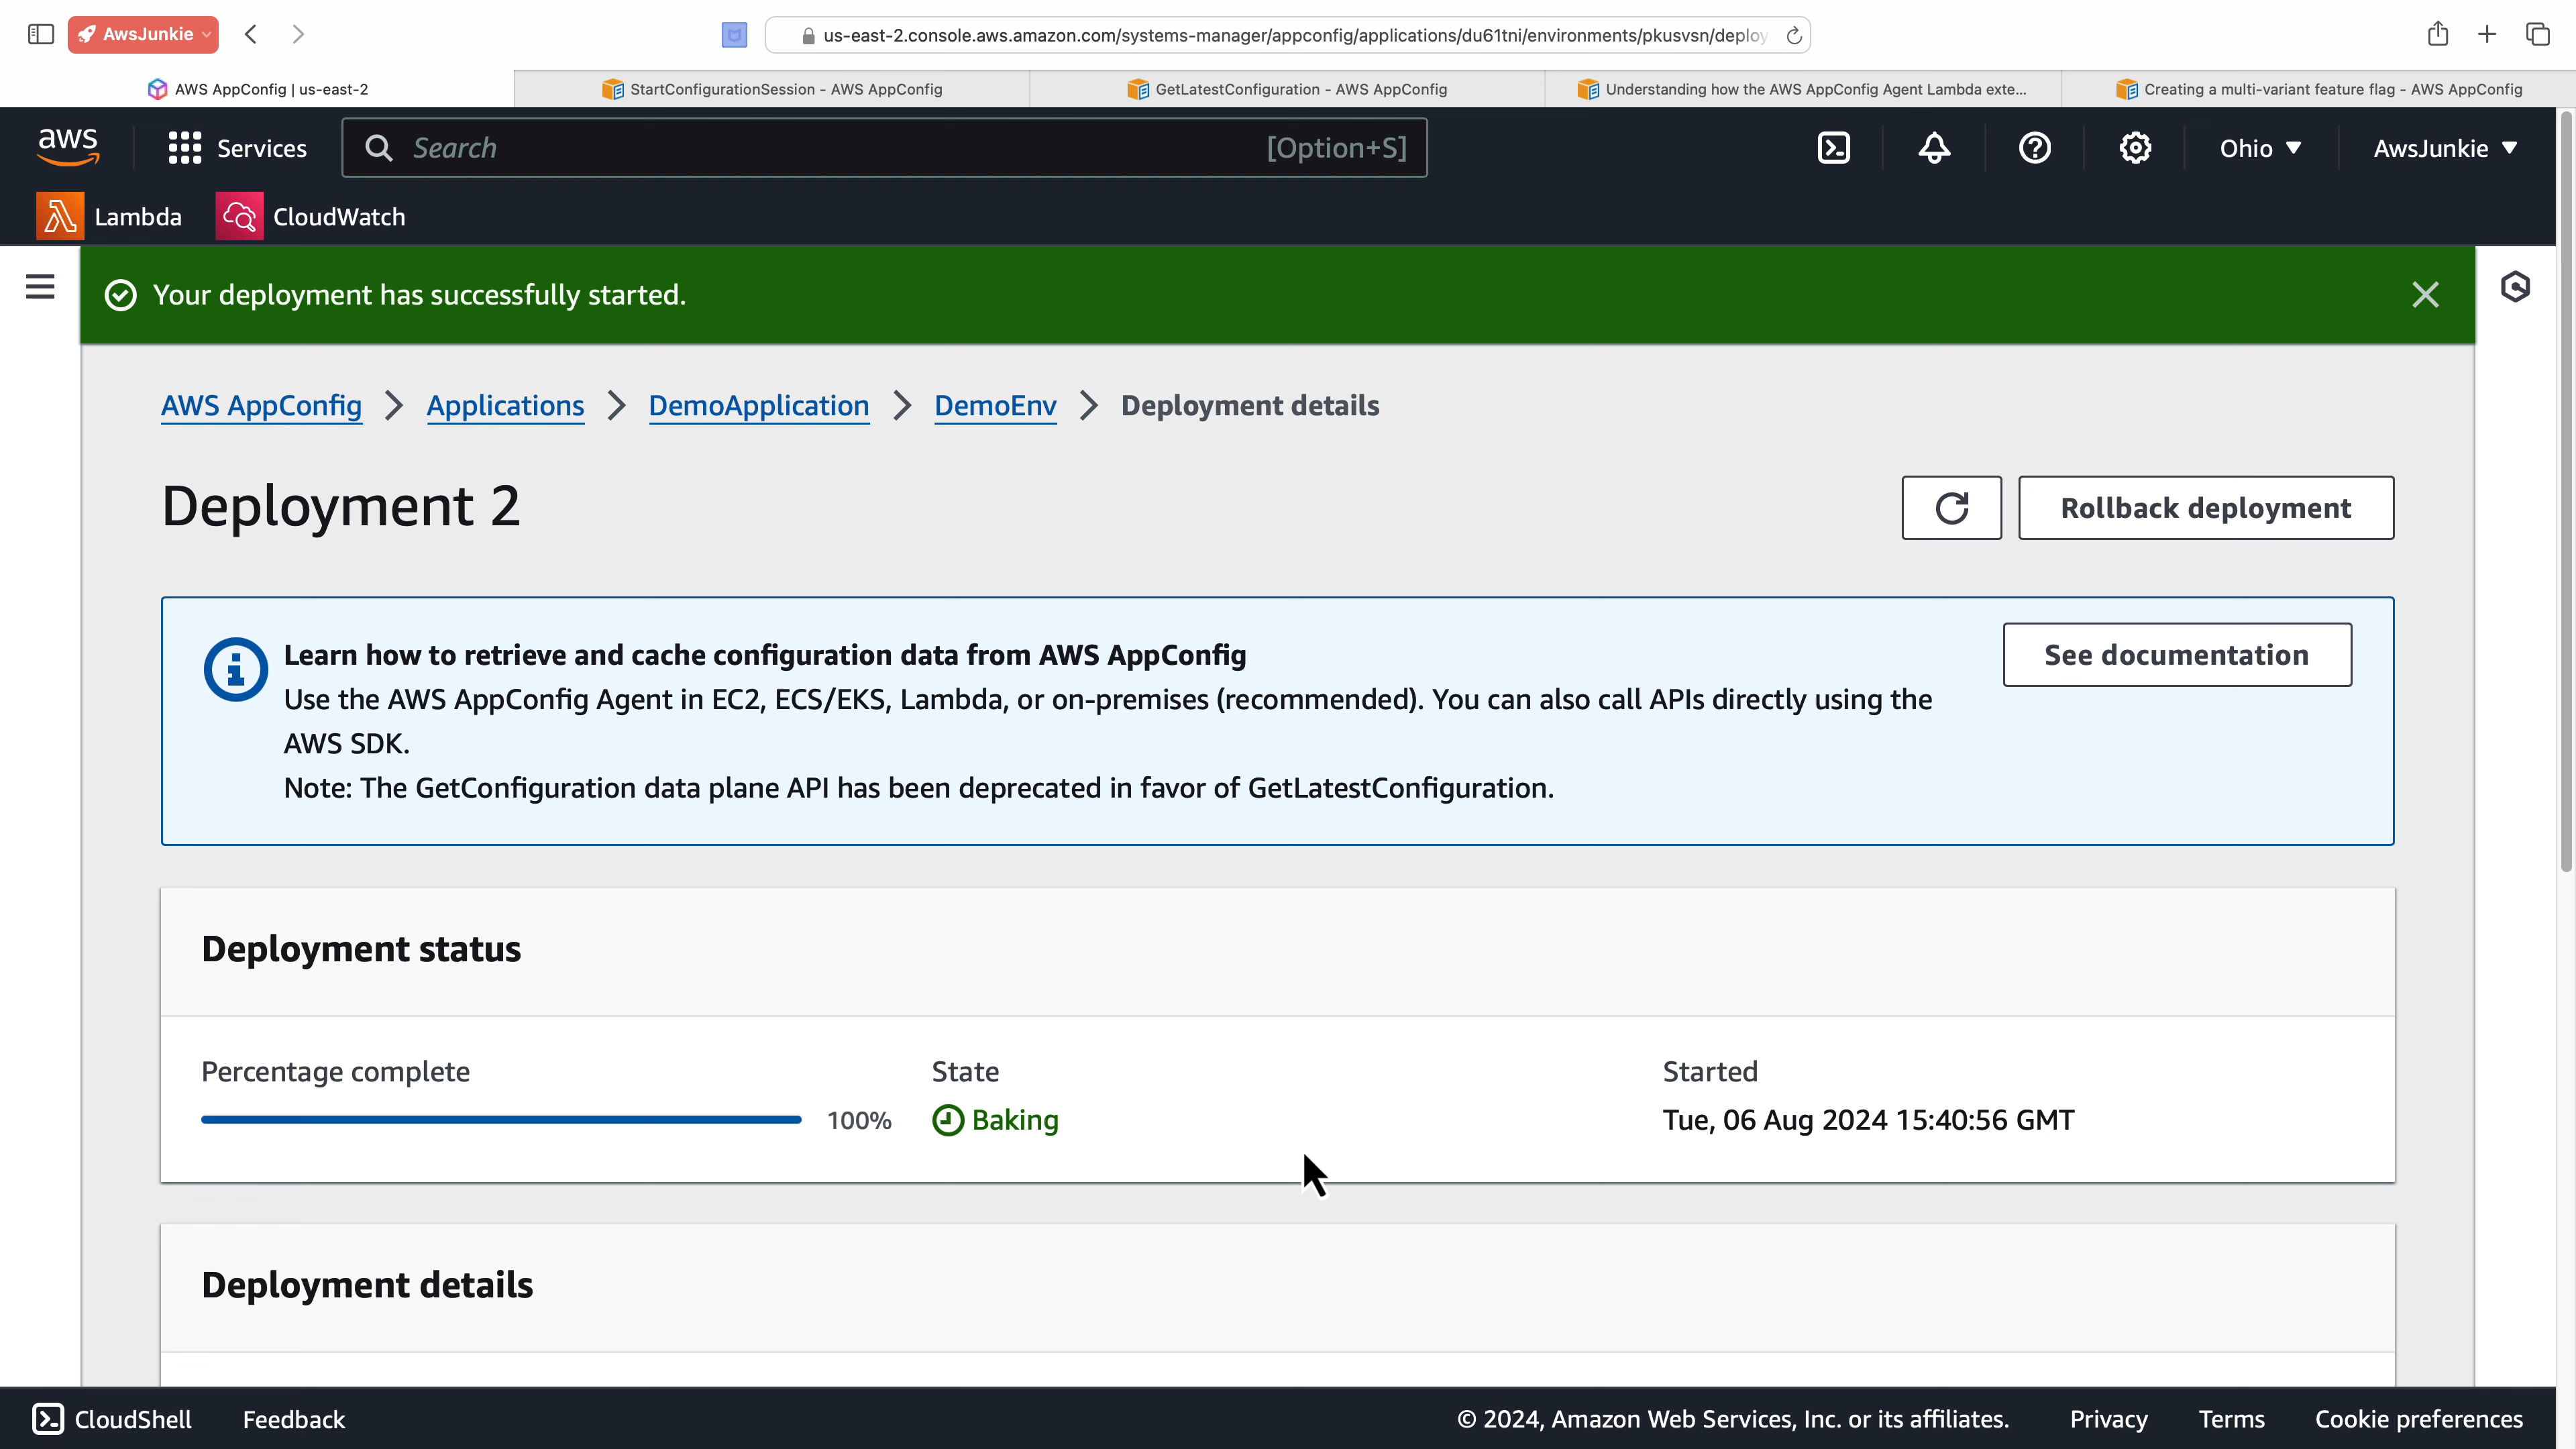 AwsJunkie
us-east-2.console.aws.amazon.com/systems-manager/appconfig/applications/du61tni/environments/pkusvsn/deploy
AWS AppConfig | us-east-2
StartConfigurationSession - AWS AppConfig
GetLatestConfiguration - AWS AppConfig
Understanding how the AWS AppConfig Agent Lambda exte...
Creating a multi-variant feature flag - AWS AppConfig
aws
Services
Search
[Option+S]
Ohio
AwsJunkie
Lambda
CloudWatch
Your deployment has successfully started.
AWS AppConfig > Applications > DemoApplication > DemoEnv > Deployment details
Deployment 2
Rollback deployment
Learn how to retrieve and cache configuration data from AWS AppConfig
See documentation
Use the AWS AppConfig Agent in EC2, ECS/EKS, Lambda, or on-premises (recommended). You can also call APIs directly using the
AWS SDK.
Note: The GetConfiguration data plane API has been deprecated in favor of GetLatestConfiguration.
Deployment status
Percentage complete
100%
State
Baking
Started
Tue, 06 Aug 2024 15:40:56 GMT
Deployment details
CloudShell
Feedback
© 2024, Amazon Web Services, Inc. or its affiliates.
Privacy
Terms
Cookie preferences